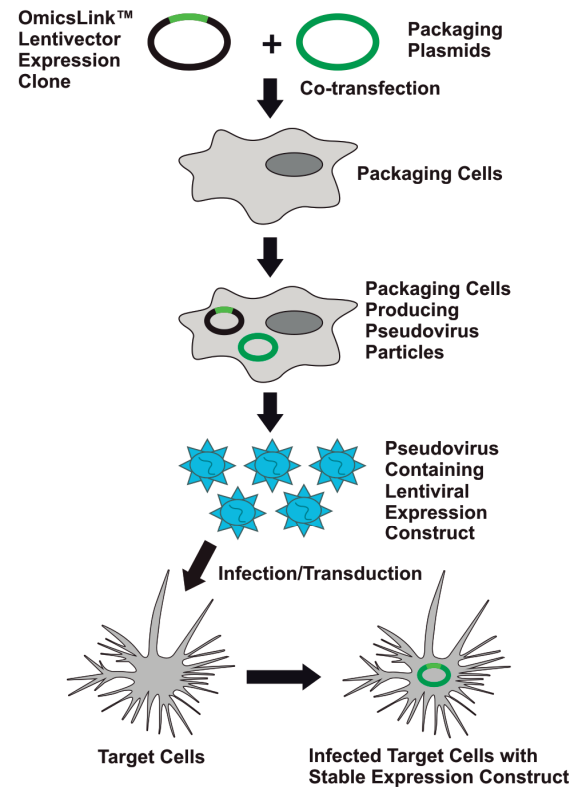 OmicsLink™
Lentivector
Expression
Clone
+
Packaging
Plasmids
Co-transfection
Packaging Cells
Packaging Cells
Producing
Pseudovirus
Particles
Pseudovirus
Containing
Lentiviral
Expression
Construct
Infection/Transduction
Target Cells
Infected Target Cells with
Stable Expression Construct